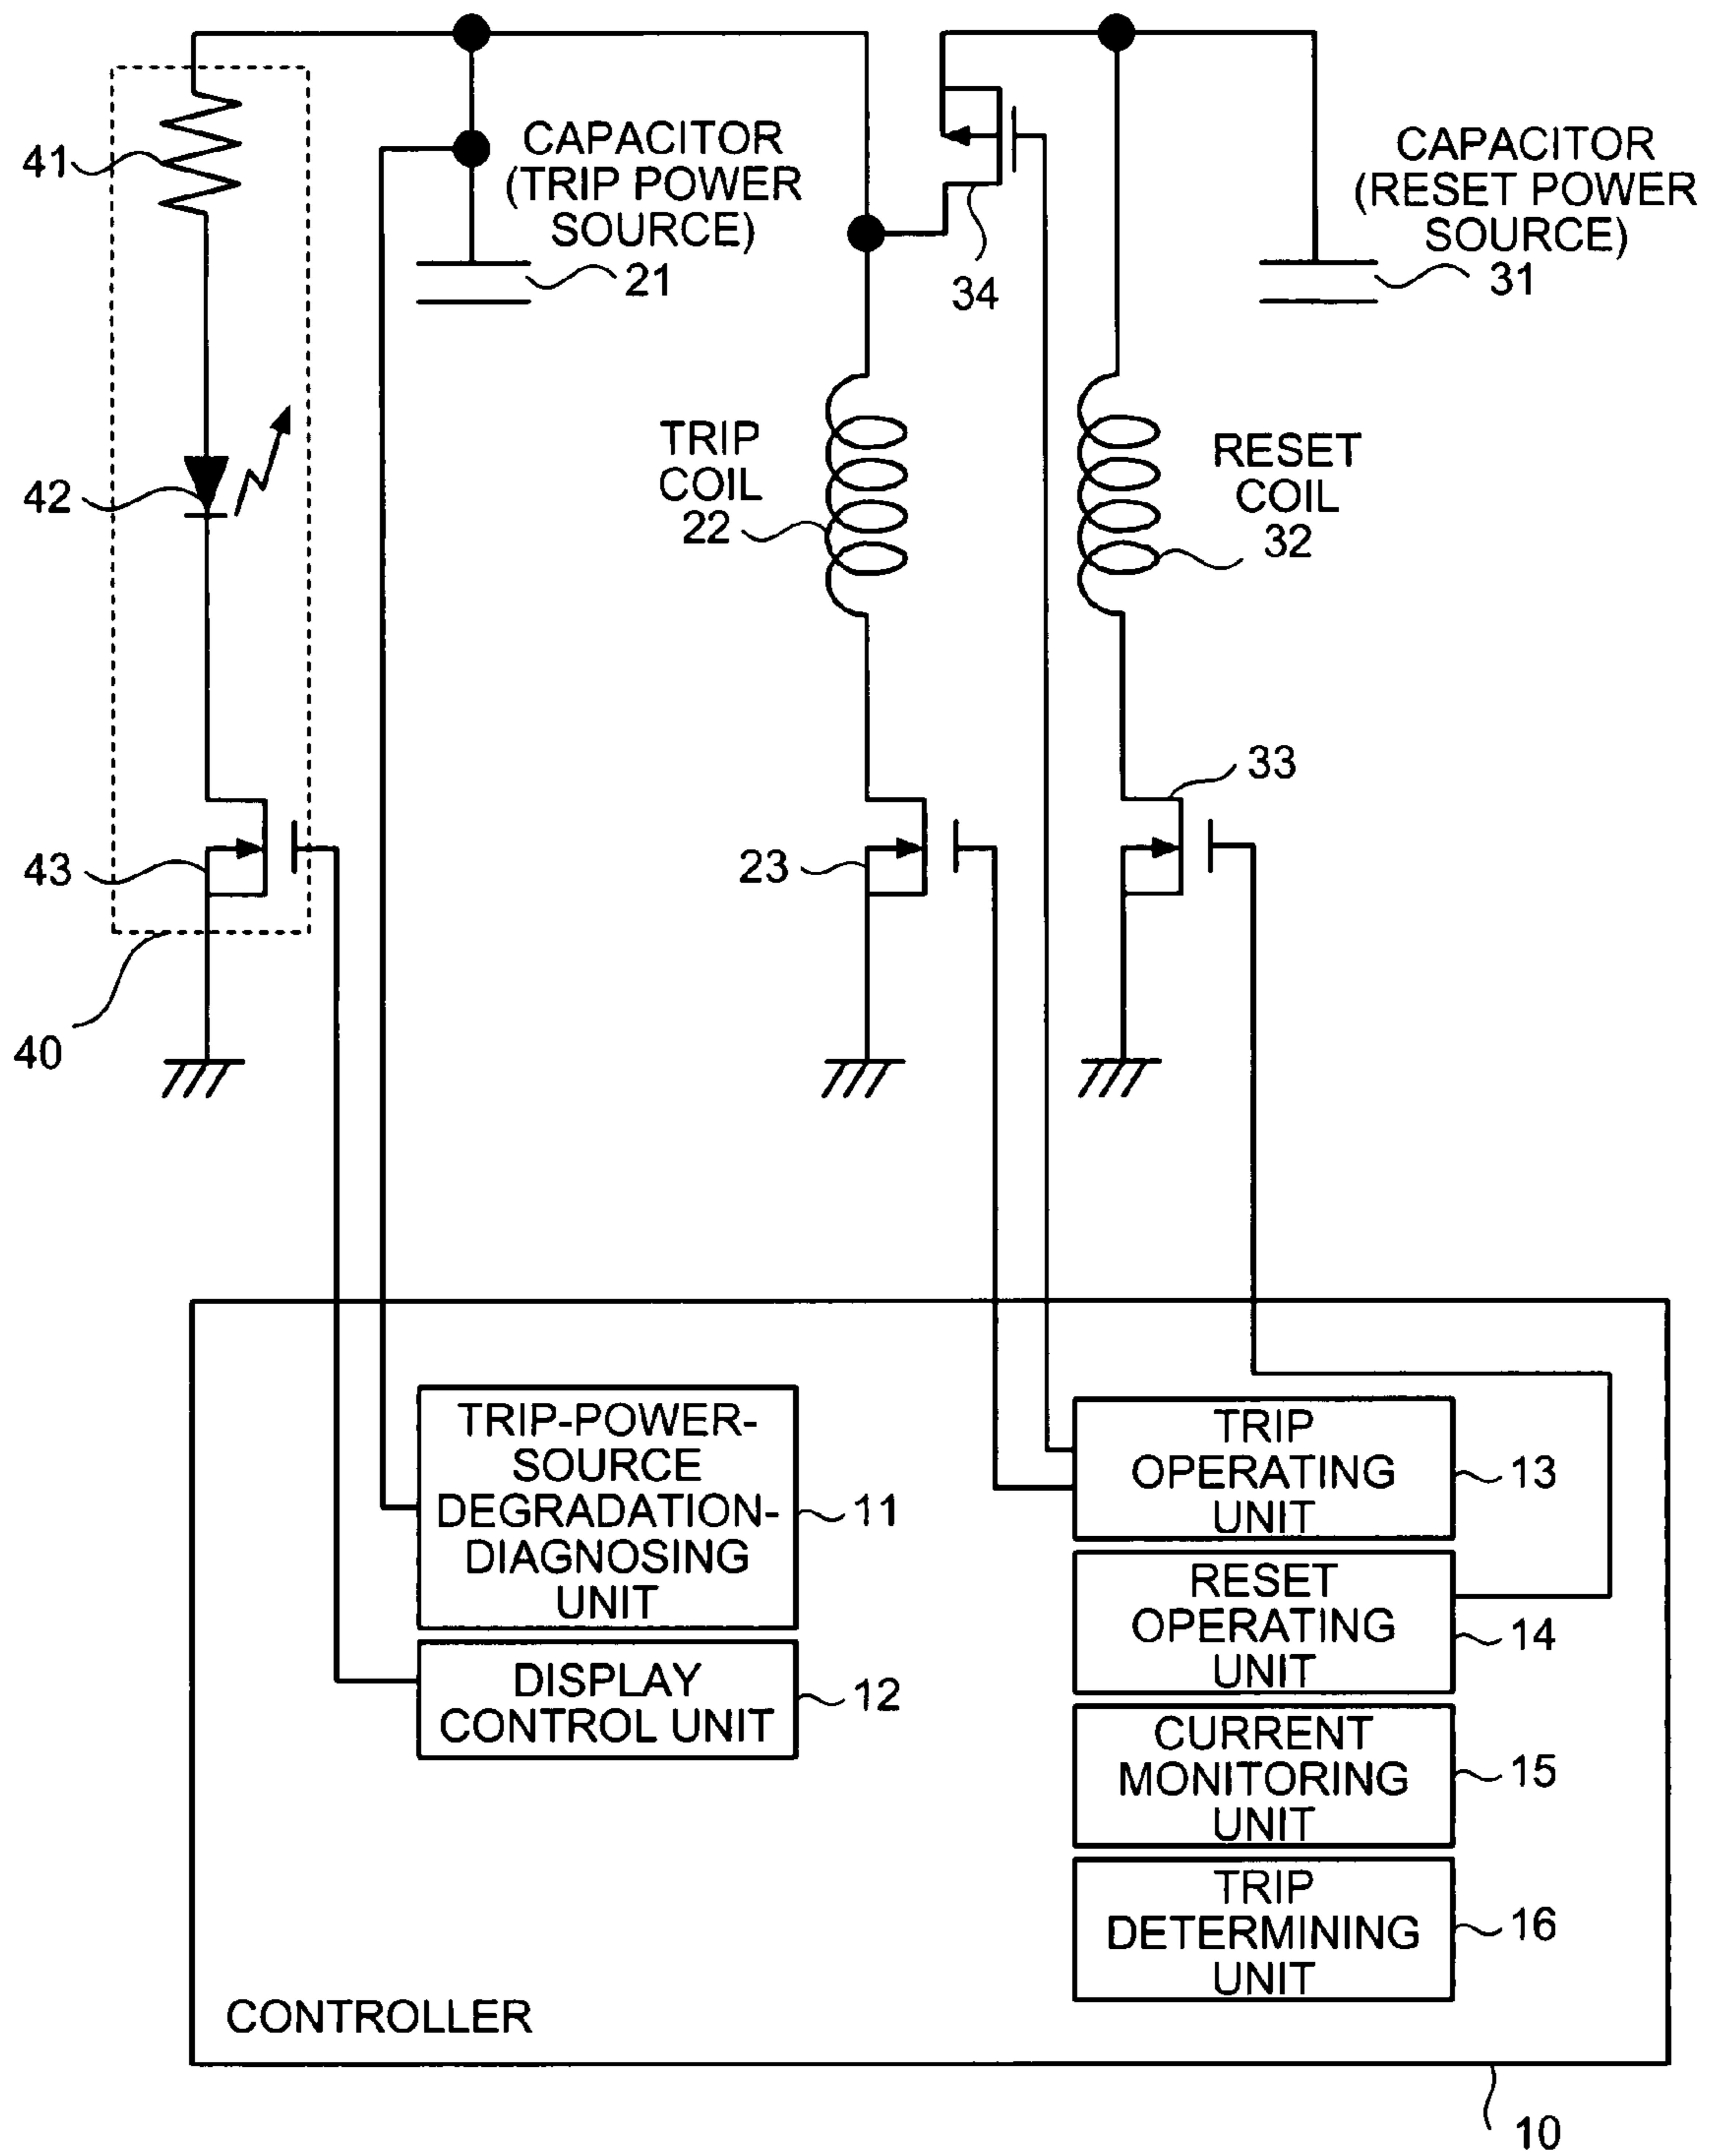 41
CAPACITOR
(TRIP POWER
SOURCE)
21
34
CAPACITOR
(RESET POWER
SOURCE)
31
42
TRIP
COIL
22
RESET
COIL
32
33
43
23
40
TRIP-POWER-
SOURCE
DEGRADATION-
DIAGNOSING
UNIT
11
DISPLAY
CONTROL UNIT
12
TRIP
OPERATING
UNIT
13
RESET
OPERATING
UNIT
14
CURRENT
MONITORING
UNIT
15
TRIP
DETERMINING
UNIT
16
CONTROLLER
10